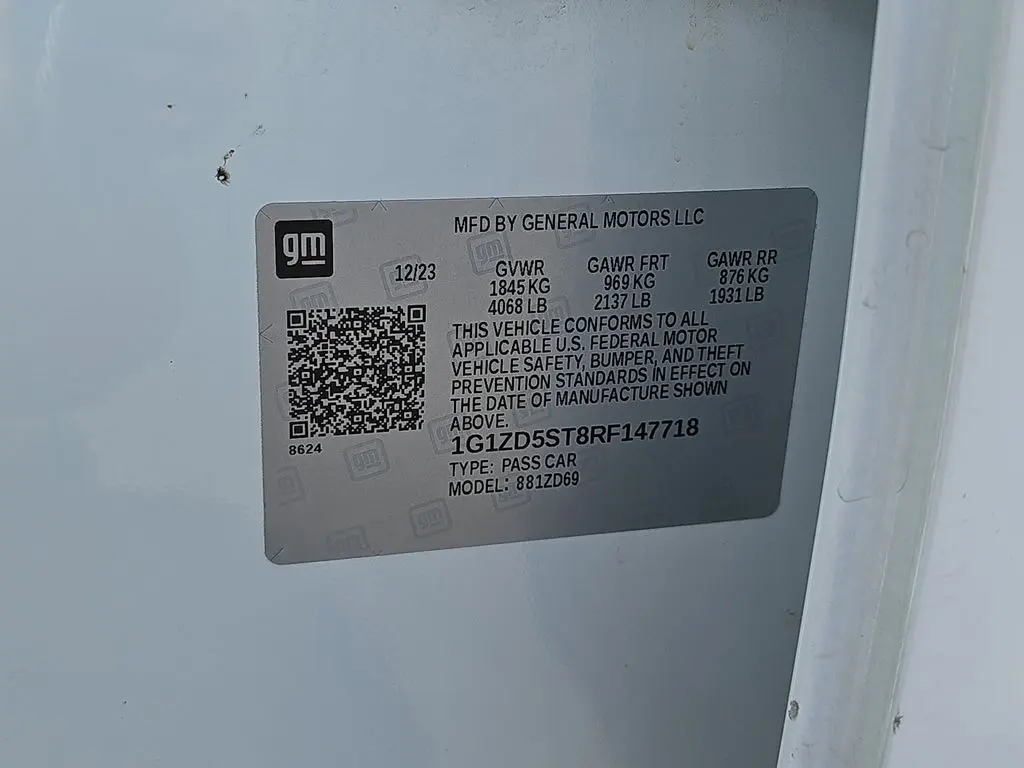 gm
MFD BY GENERAL MOTORS LLC
12/23
GVWR GAWR FRT GAWR RR
1845 KG 969 KG 876 KG
4068 LB 2137 LB 1931 LB
THIS VEHICLE CONFORMS TO ALL
APPLICABLE U.S. FEDERAL MOTOR
VEHICLE SAFETY, BUMPER, AND THEFT
PREVENTION STANDARDS IN EFFECT ON
THE DATE OF MANUFACTURE SHOWN
ABOVE.
8624
1G1ZD5ST8RF147718
TYPE: PASS CAR
MODEL: 881ZD69